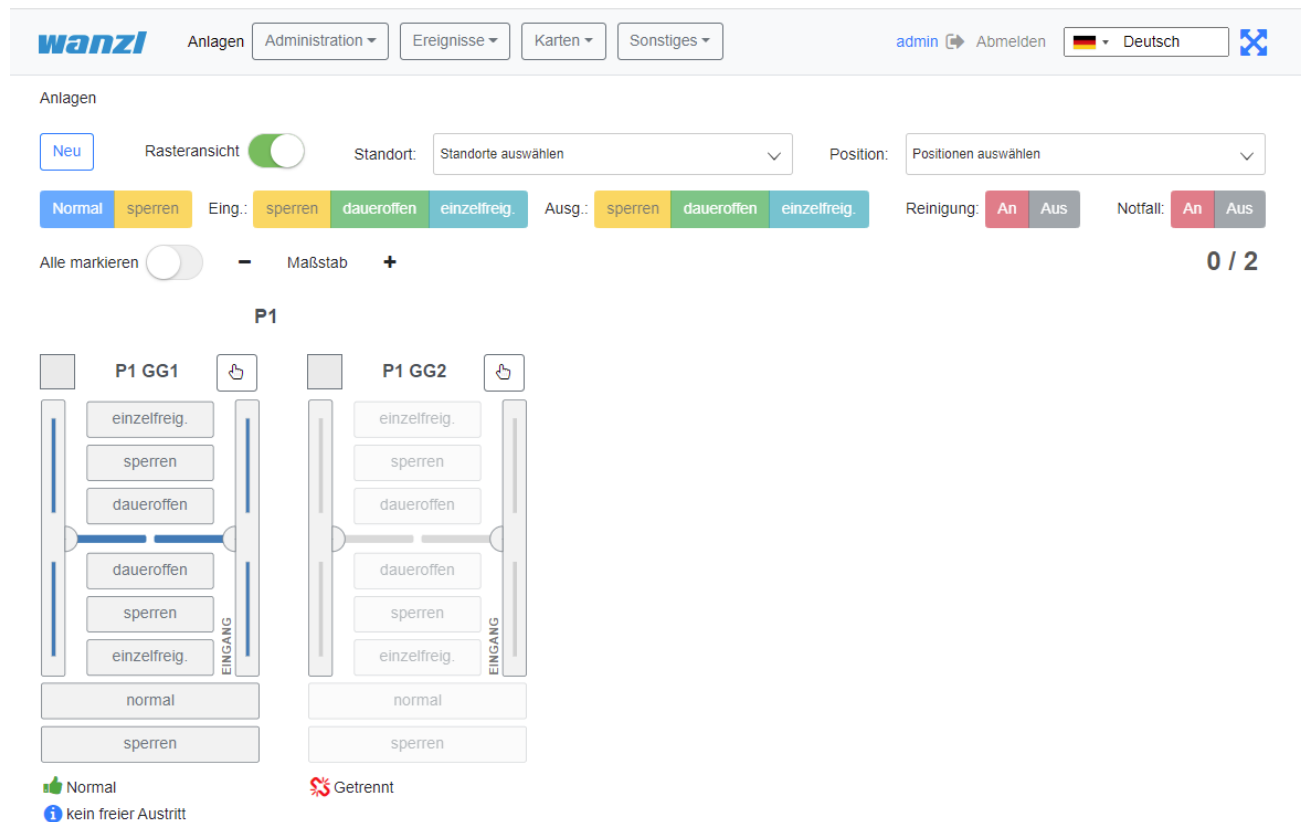 wanzl Anlagen Administration Ereignisse Karten Sonstiges admin Abmelden Deutsch
Anlagen
Neu Rasteransicht Standort: Standorte auswählen Position: Positionen auswählen
Normal sperren Eing.: sperren daueroffen einzelfreig. Ausg.: sperren daueroffen einzelfreig. Reinigung: An Aus Notfall: An Aus
Alle markieren - Maßstab + 0 / 2
P1
P1 GG1
einzelfreig.
sperren
daueroffen
daueroffen
sperren
einzelfreig.
EINGANG
normal
sperren
Normal
kein freier Austritt
P1 GG2
einzelfreig.
sperren
daueroffen
daueroffen
sperren
einzelfreig.
EINGANG
normal
sperren
Getrennt